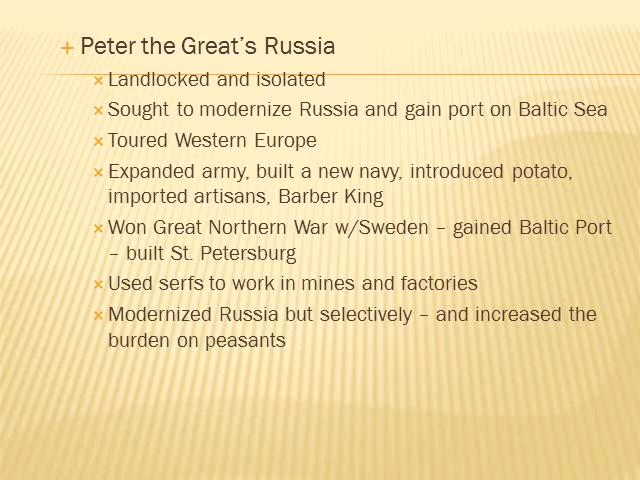 + Peter the Great's Russia
× Landlocked and isolated
× Sought to modernize Russia and gain port on Baltic Sea
× Toured Western Europe
× Expanded army, built a new navy, introduced potato,
imported artisans, Barber King
× Won Great Northern War w/Sweden – gained Baltic Port
– built St. Petersburg
× Used serfs to work in mines and factories
× Modernized Russia but selectively – and increased the
burden on peasants